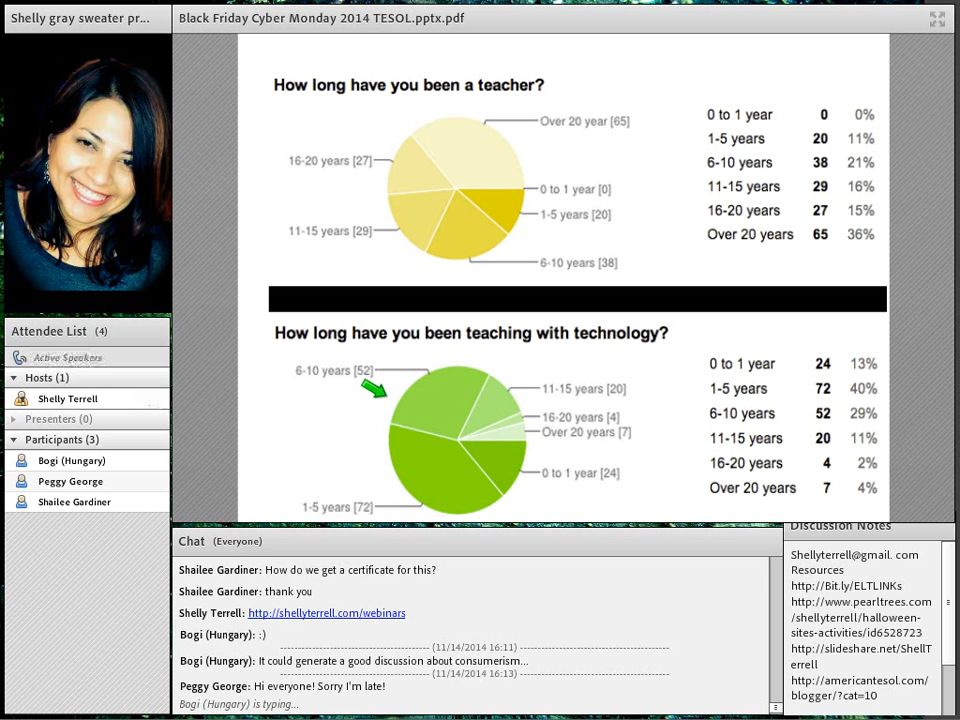 Shelly gray sweater pr...
Black Friday Cyber Monday 2014 TESOL.pptx.pdf
How long have you been a teacher?
Over 20 year [65]
16-20 years [27]
0 to 1 year [0]
1-5 years [20]
11-15 years [29]
6-10 years [38]
0 to 1 year 0 0%
1-5 years 20 11%
6-10 years 38 21%
11-15 years 29 16%
16-20 years 27 15%
Over 20 years 65 36%
How long have you been teaching with technology?
6-10 years [52]
11-15 years [20]
16-20 years [4]
Over 20 years [7]
0 to 1 year [24]
1-5 years [72]
0 to 1 year 24 13%
1-5 years 72 40%
6-10 years 52 29%
11-15 years 20 11%
16-20 years 4 2%
Over 20 years 7 4%
Attendee List (4)
Active Speakers
Hosts (1)
Shelly Terrell
Presenters (0)
Participants (3)
Bogi (Hungary)
Peggy George
Shailee Gardiner
Chat (Everyone)
Shailee Gardiner: How do we get a certificate for this?
Shailee Gardiner: thank you
Shelly Terrell: http://shellyterrell.com/webinars
Bogi (Hungary): :)
(11/14/2014 16:11)
Bogi (Hungary): It could generate a good discussion about consumerism...
(11/14/2014 16:13)
Peggy George: Hi everyone! Sorry I'm late!
Bogi (Hungary) is typing...
Discussion Notes
Shellyterrell@gmail. com
Resources
http://Bit.ly/ELTLINKs
http://www.pearltrees.com
/shellyterrell/halloween-
sites-activities/id6528723
http://slideshare.net/ShellT
errell
http://americantesol.com/
blogger/?cat=10